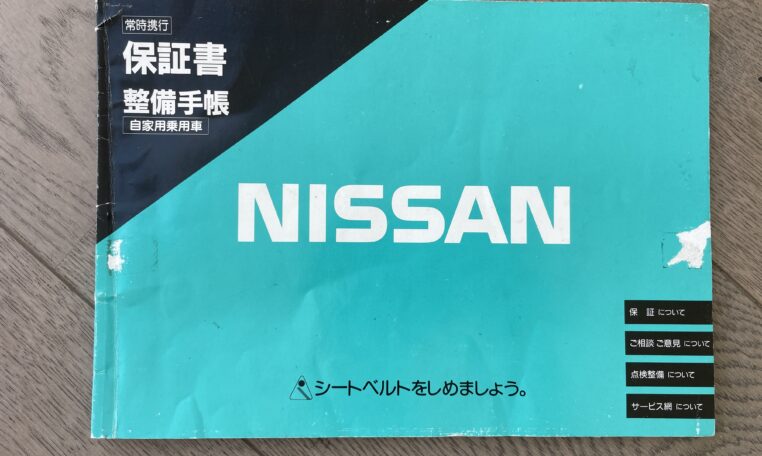 常時携行
保証書
整備手帳
自家用乗用車
NISSAN
保 証 について
ご相談 ご意見 について
点検整備 について
サービス網 について
シートベルトをしめましょう。